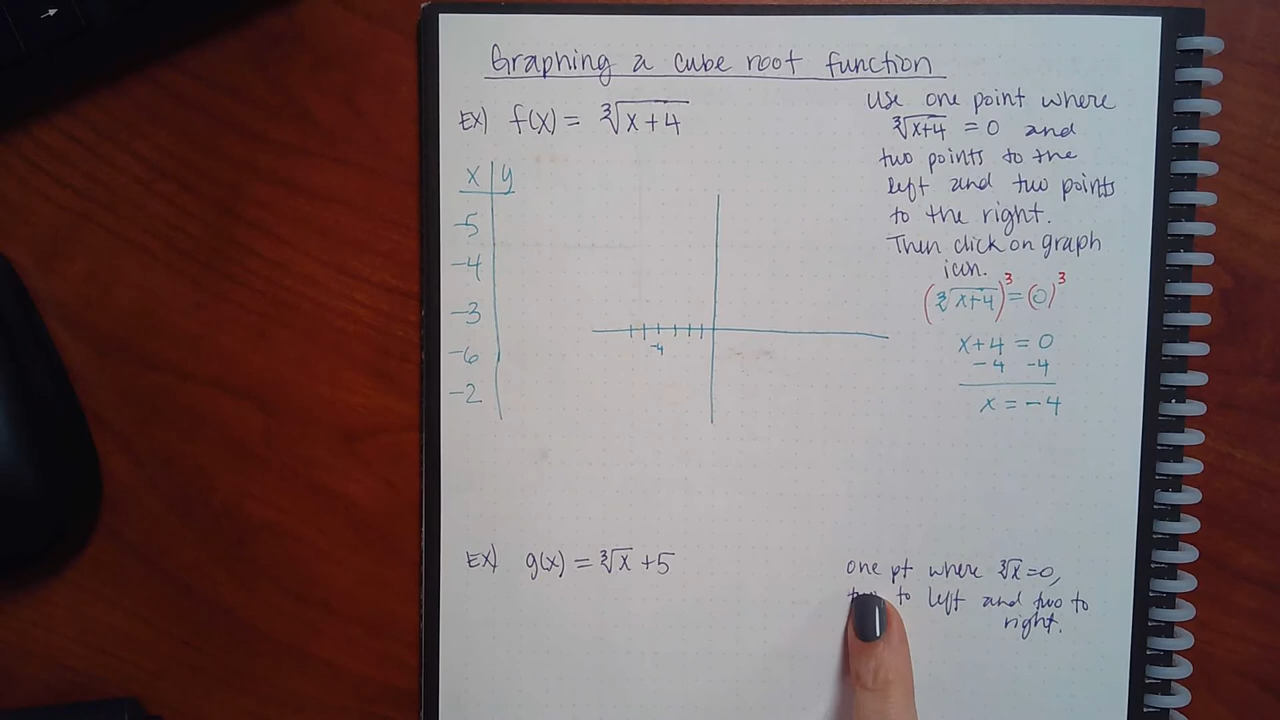 Graphing a cube root function
EX) f(x) = ∛(x+4)
Use one point where
∛(x+4) = 0 and
two points to the
left and two points
to the right.
Then click on graph
icon.
x | y
-5
-4
-3
-6
-2
-4
(∛(x+4))³ = (0)³
x+4 = 0
-4 -4
x = -4
EX) g(x) = ∛x +5
one pt where ∛x=0,
to left and two to
right.